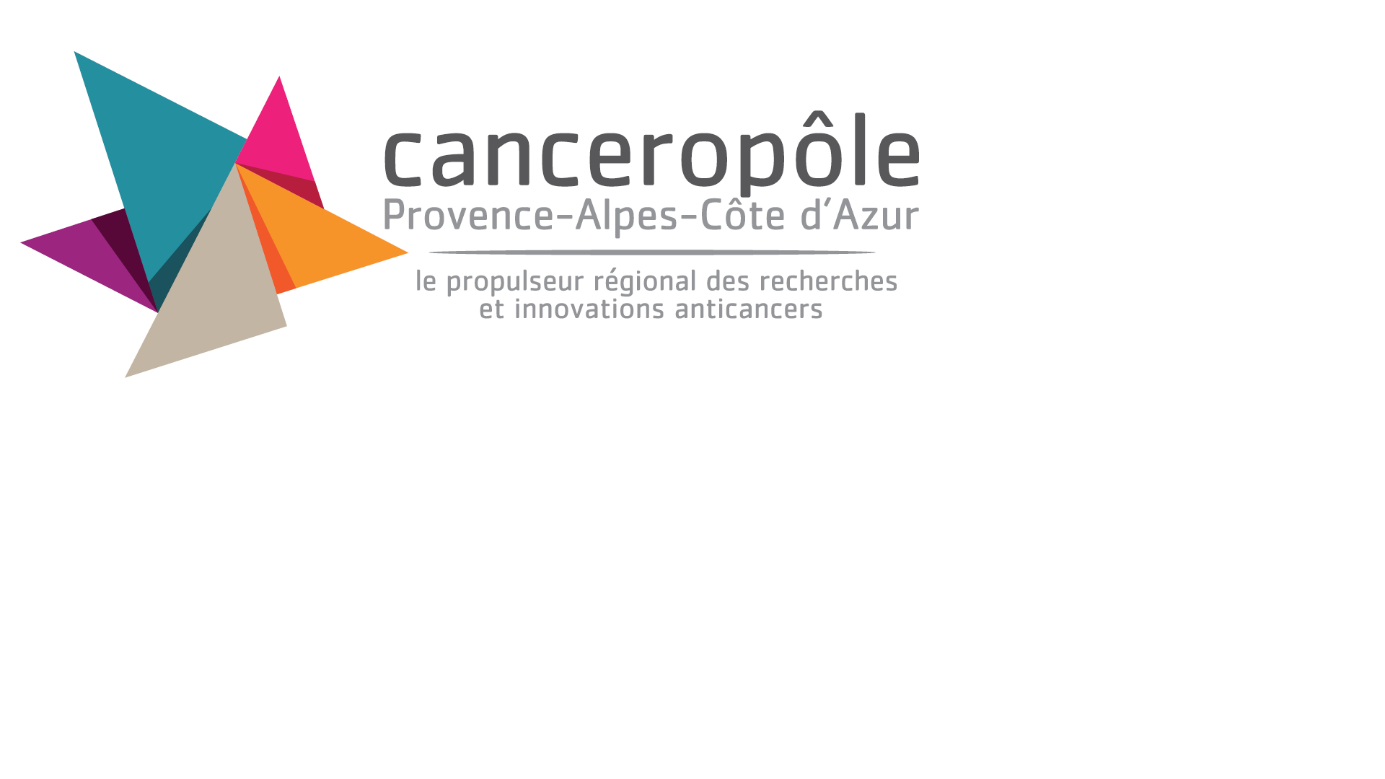 canceropôle
Provence-Alpes-Côte d'Azur
le propulseur régional des recherches
et innovations anticancers